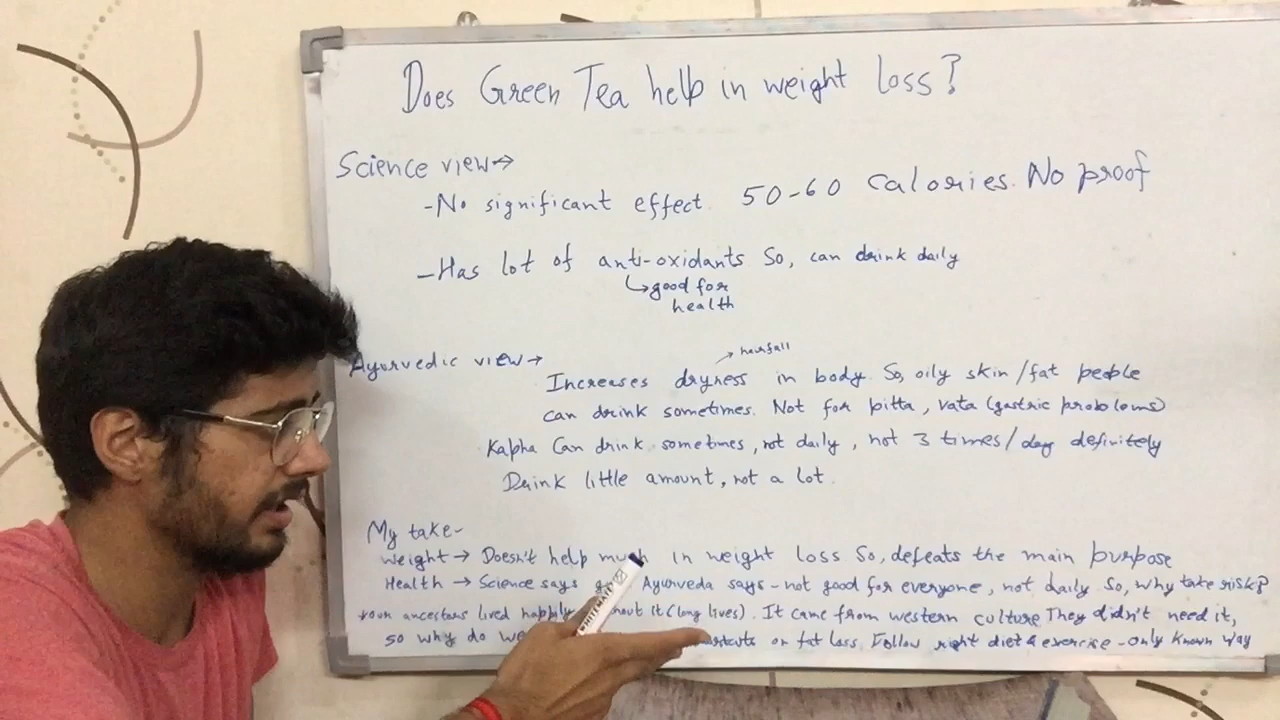 Does Green Tea help in weight loss?
Science view→
-No significant effect. 50-60 calories. No proof
-Has lot of anti-oxidants So, can drink daily
↳good for
health
→ hairfall
Ayurvedic view→
Increases dryness in body. So, oily skin/fat people
can drink sometimes. Not for pitta, vata (gastric problems)
Kapha Can drink sometimes, not daily, not 3 times/day definitely
Drink little amount, not a lot.
My take-
Weight→ Doesn't help much in weight loss So, defeats the main purpose
Health → Science says Ayurveda says-not good for everyone, not daily. So, why take risk?
your ancestors lived happily it (long lives). It came from western culture. They didn't need it,
so why do we on fat loss. Follow right diet & exercise - only known way
WHITEMATE